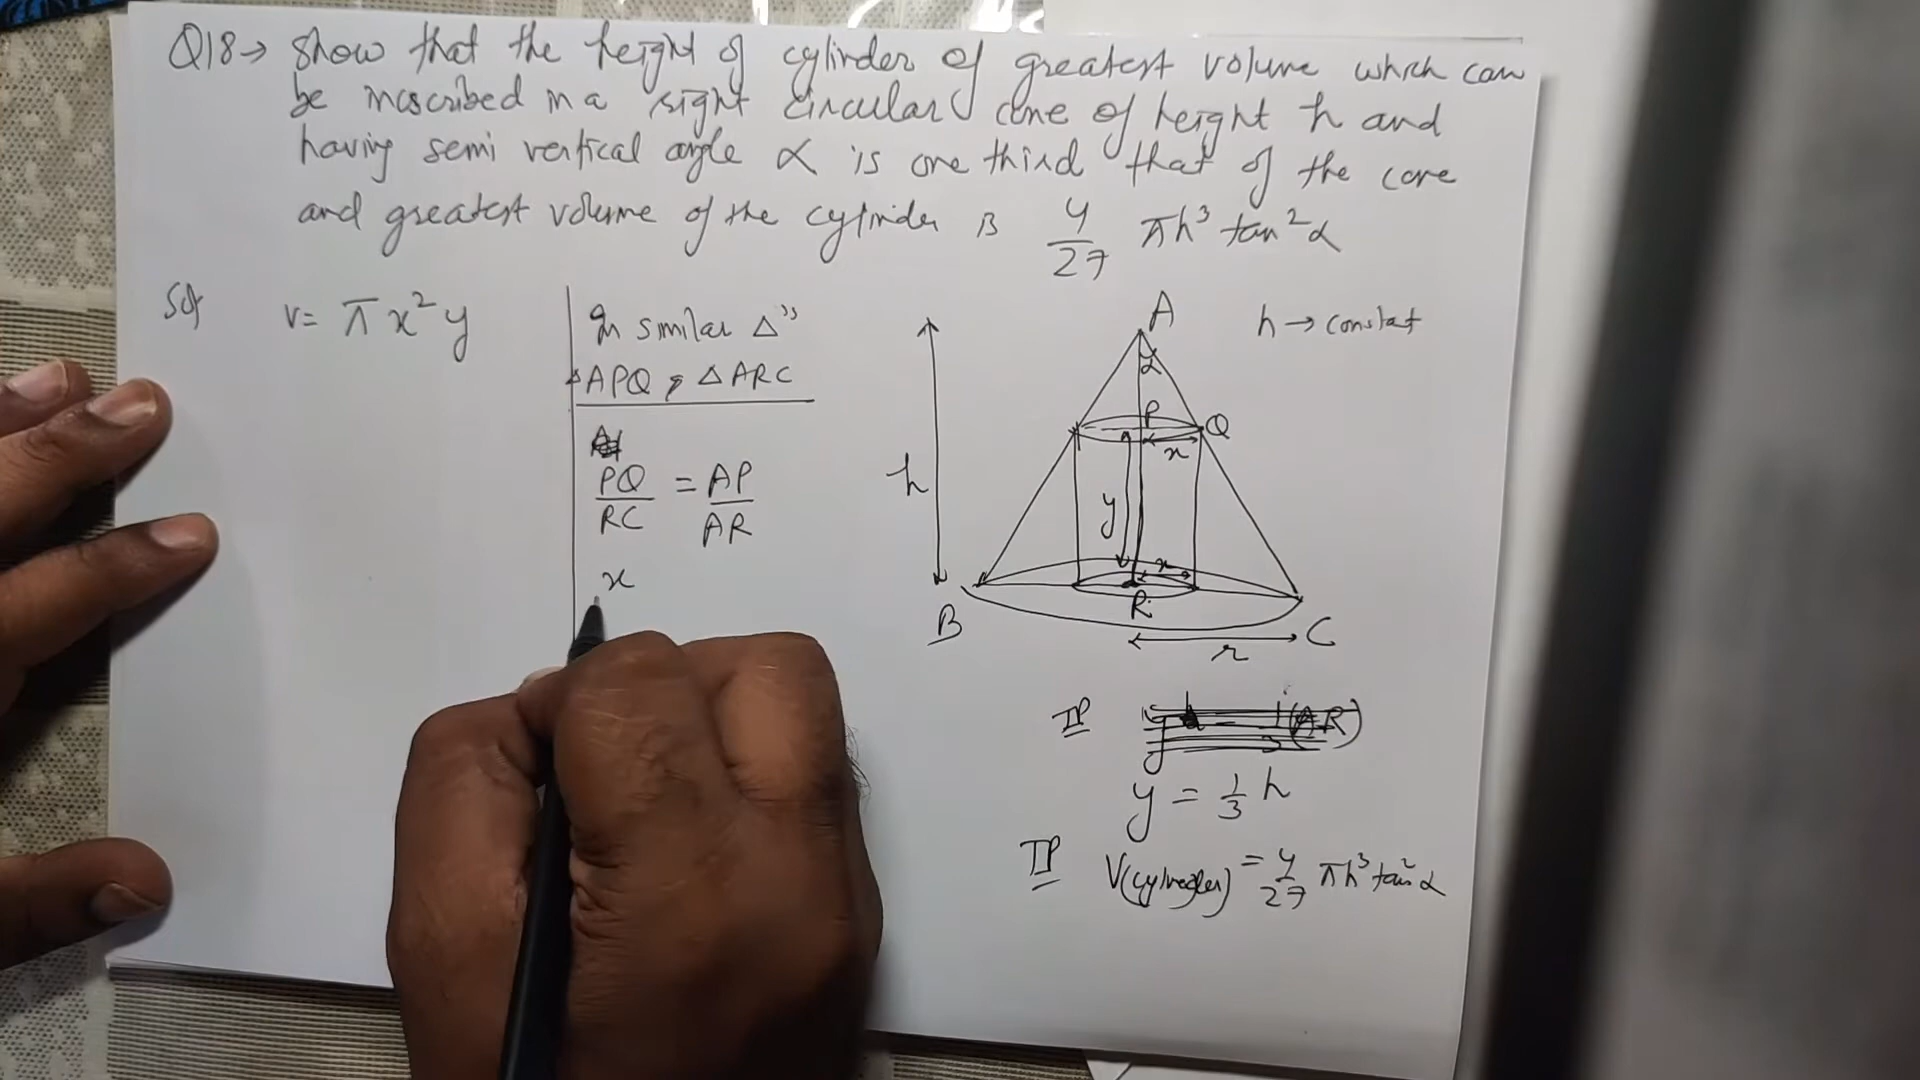 Q18→ Show that the height of cylinder of greatest volume which can
be inscribed in a right circular cone of height h and
having semi vertical angle α is one third that of the cone
and greatest volume of the cylinder is 4/27 πh³ tan²α
Sol
V = πx²y
In similar Δ's
ΔAPQ , ΔARC
PQ/RC = AP/AR
x
h → constat
A
α
P
Q
x
h
y
x
R
B
C
r
TP
y = 1/3 h
TP V(cylinder) = 4/27 πh³ tan²α